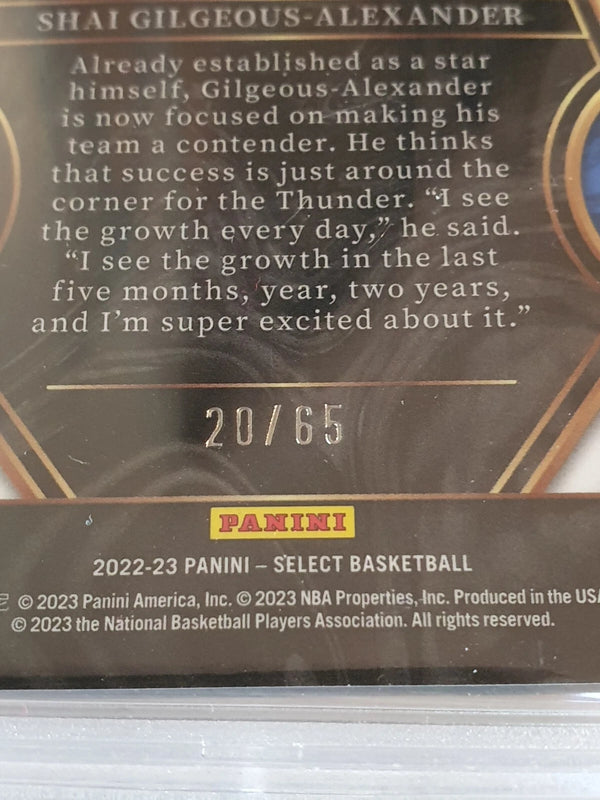 SHAI GILGEOUS-ALEXANDER
Already established as a star
himself, Gilgeous-Alexander
is now focused on making his
team a contender. He thinks
that success is just around the
corner for the Thunder. “I see
the growth every day,” he said.
“I see the growth in the last
five months, year, two years,
and I’m super excited about it.”
20/65
PANINI
2022-23 PANINI – SELECT BASKETBALL
© 2023 Panini America, Inc. © 2023 NBA Properties, Inc. Produced in the USA
© 2023 the National Basketball Players Association. All rights reserved.